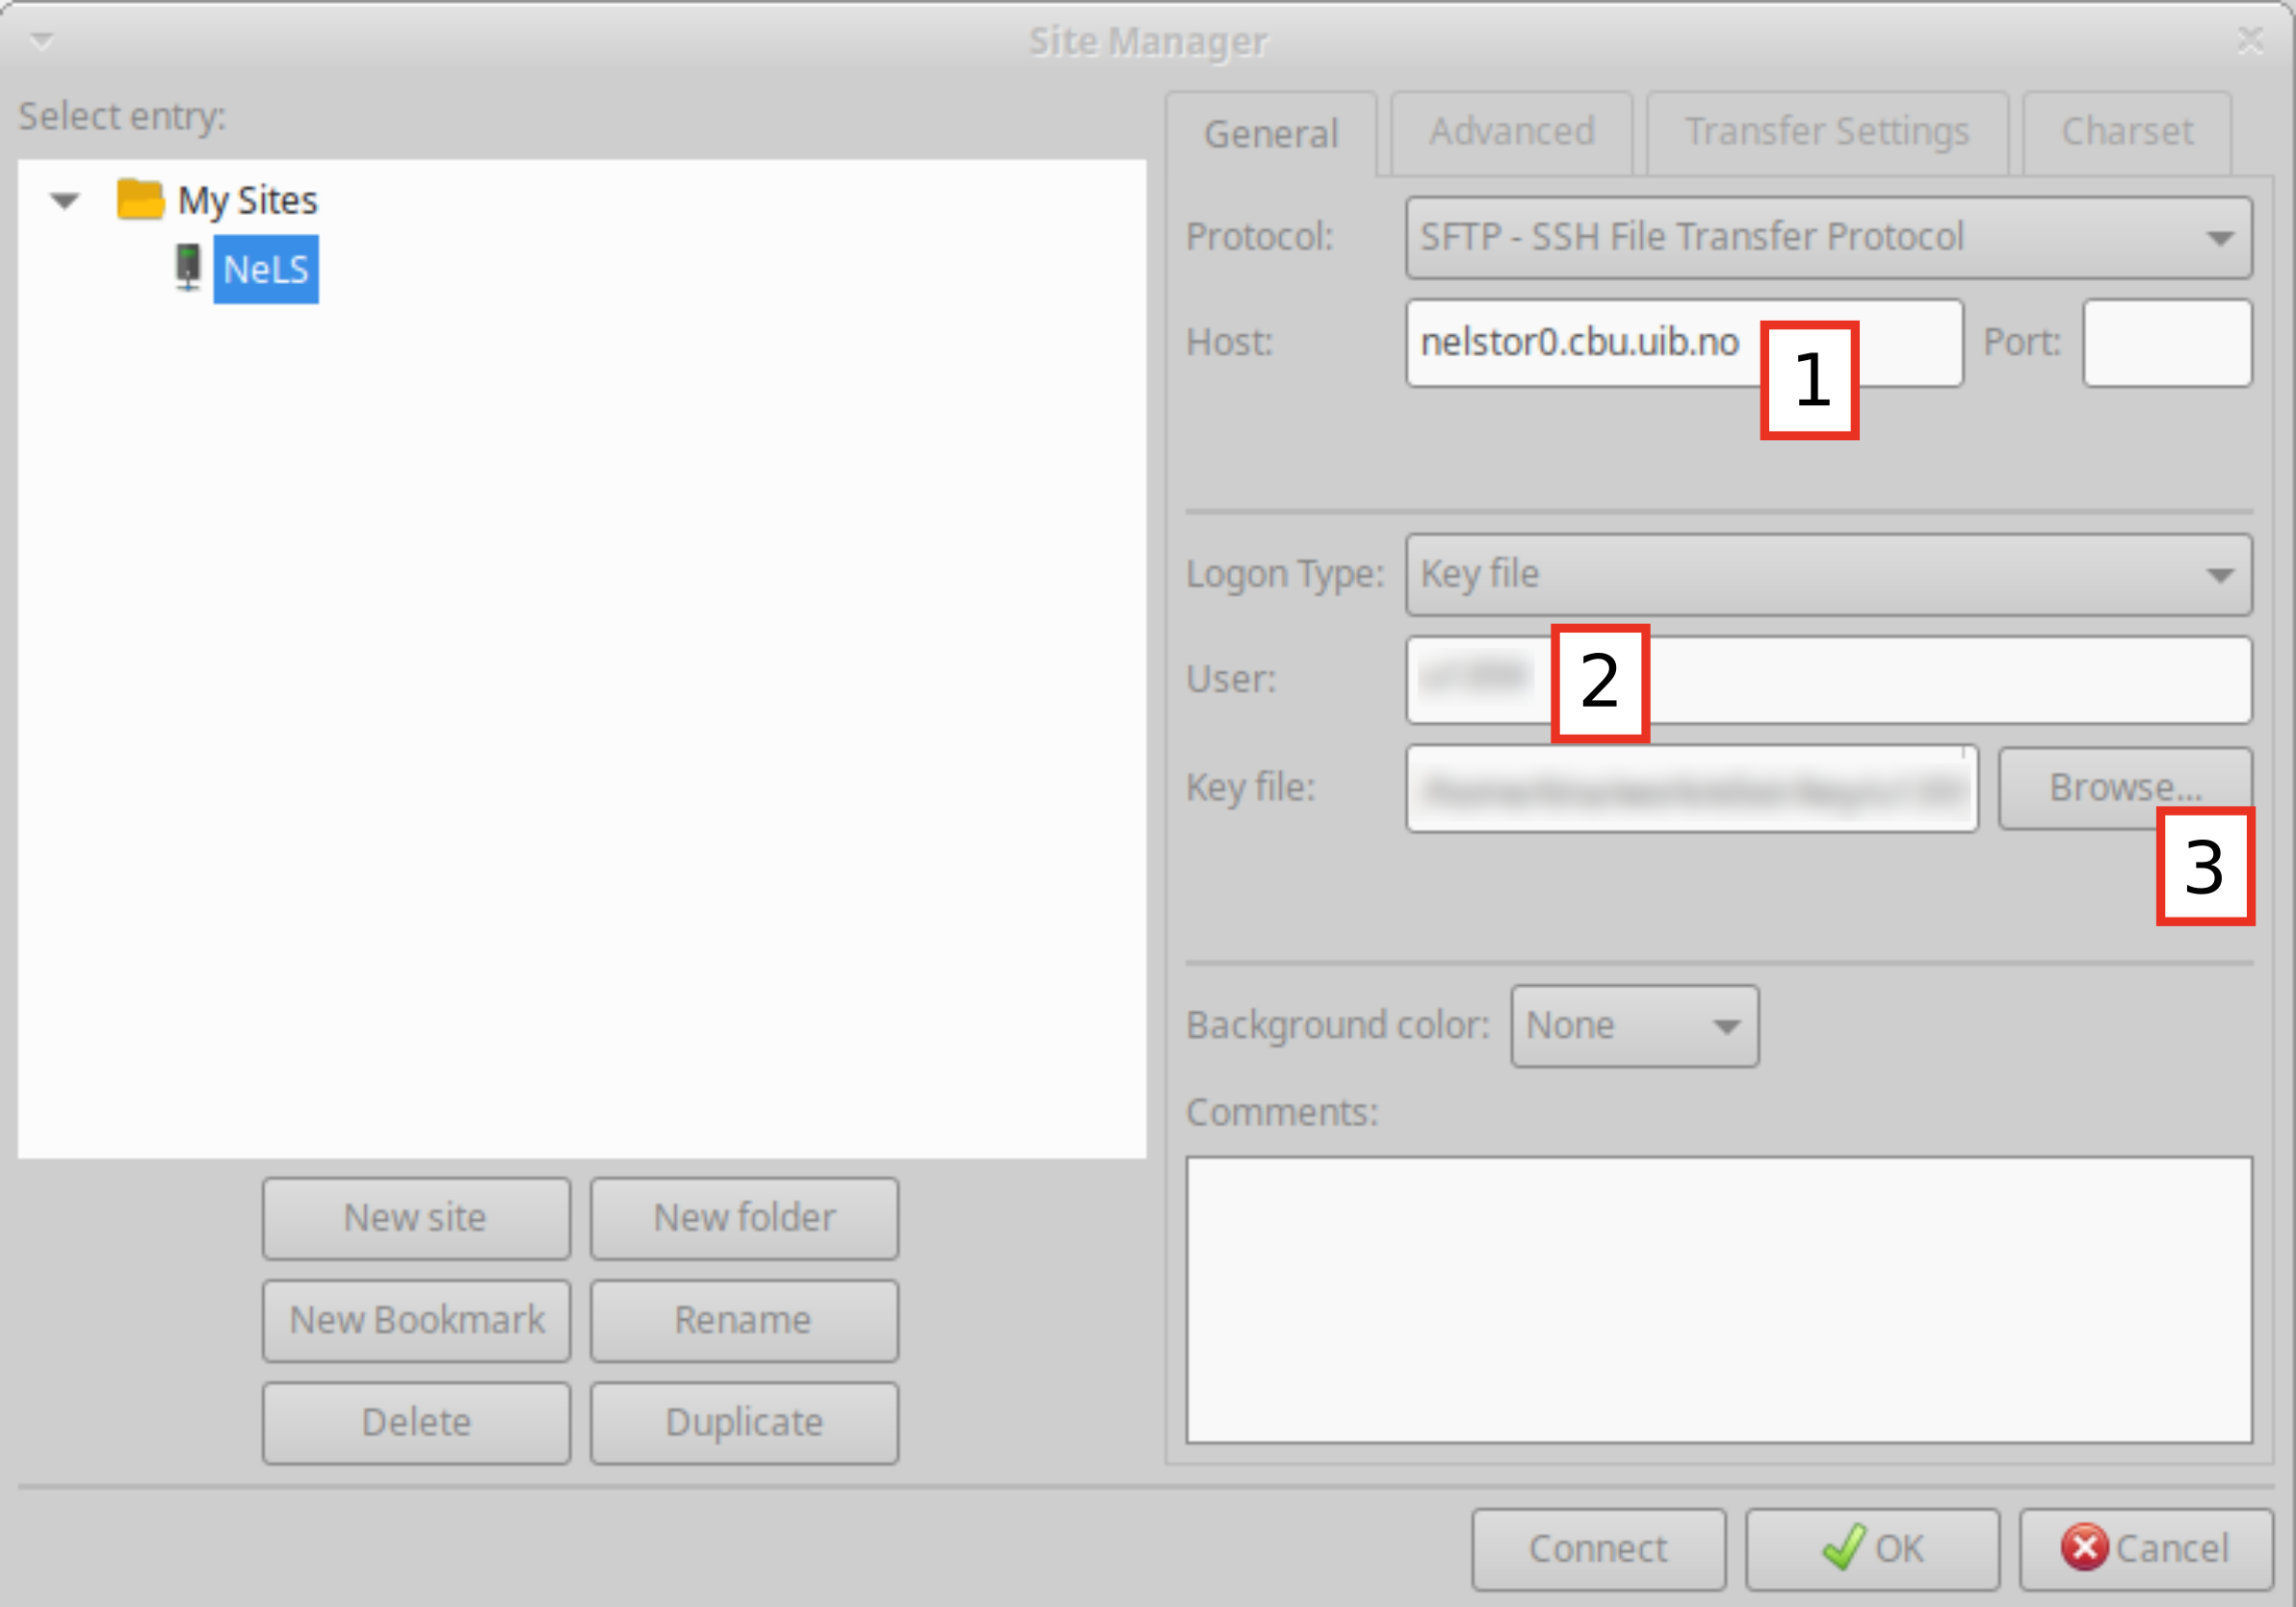 Site Manager
Select entry:
My Sites
NeLS
New site
New folder
New Bookmark
Rename
Delete
Duplicate
General
Advanced
Transfer Settings
Charset
Protocol:
SFTP - SSH File Transfer Protocol
Host:
nelstor0.cbu.uib.no
1
Port:
Logon Type:
Key file
User:
2
Key file:
Browse...
3
Background color:
None
Comments:
Connect
OK
Cancel